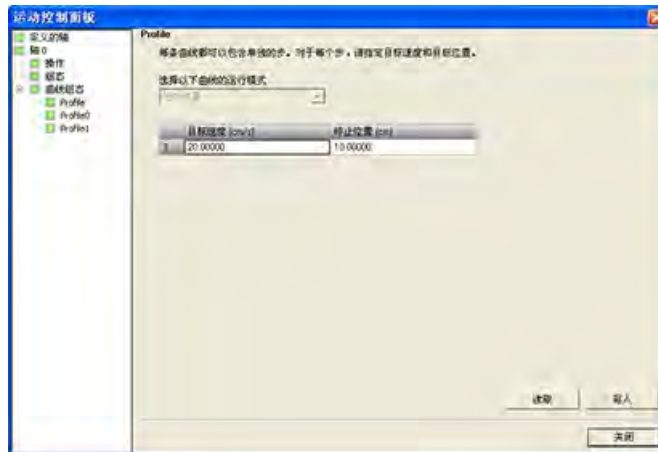 运动控制面板
定义的轴
轴 0
操作
组态
曲线组态
Profile
Profile0
Profile1
Profile
每条曲线都可以包含单独的步。对于每个步，请指定目标速度和目标位置。
选择以下曲线的运行模式
目标速度 (cm/s) 停止位置 (cm)
20.00000 10.00000
读取 写入
关闭